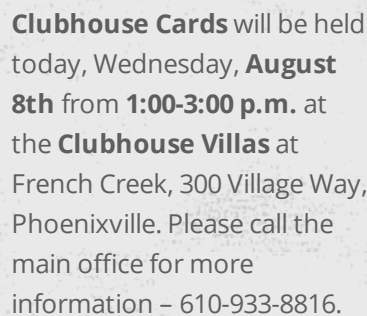 Clubhouse Cards will be held
today, Wednesday, August
8th from 1:00-3:00 p.m. at
the Clubhouse Villas at
French Creek, 300 Village Way,
Phoenixville. Please call the
main office for more
information – 610-933-8816.